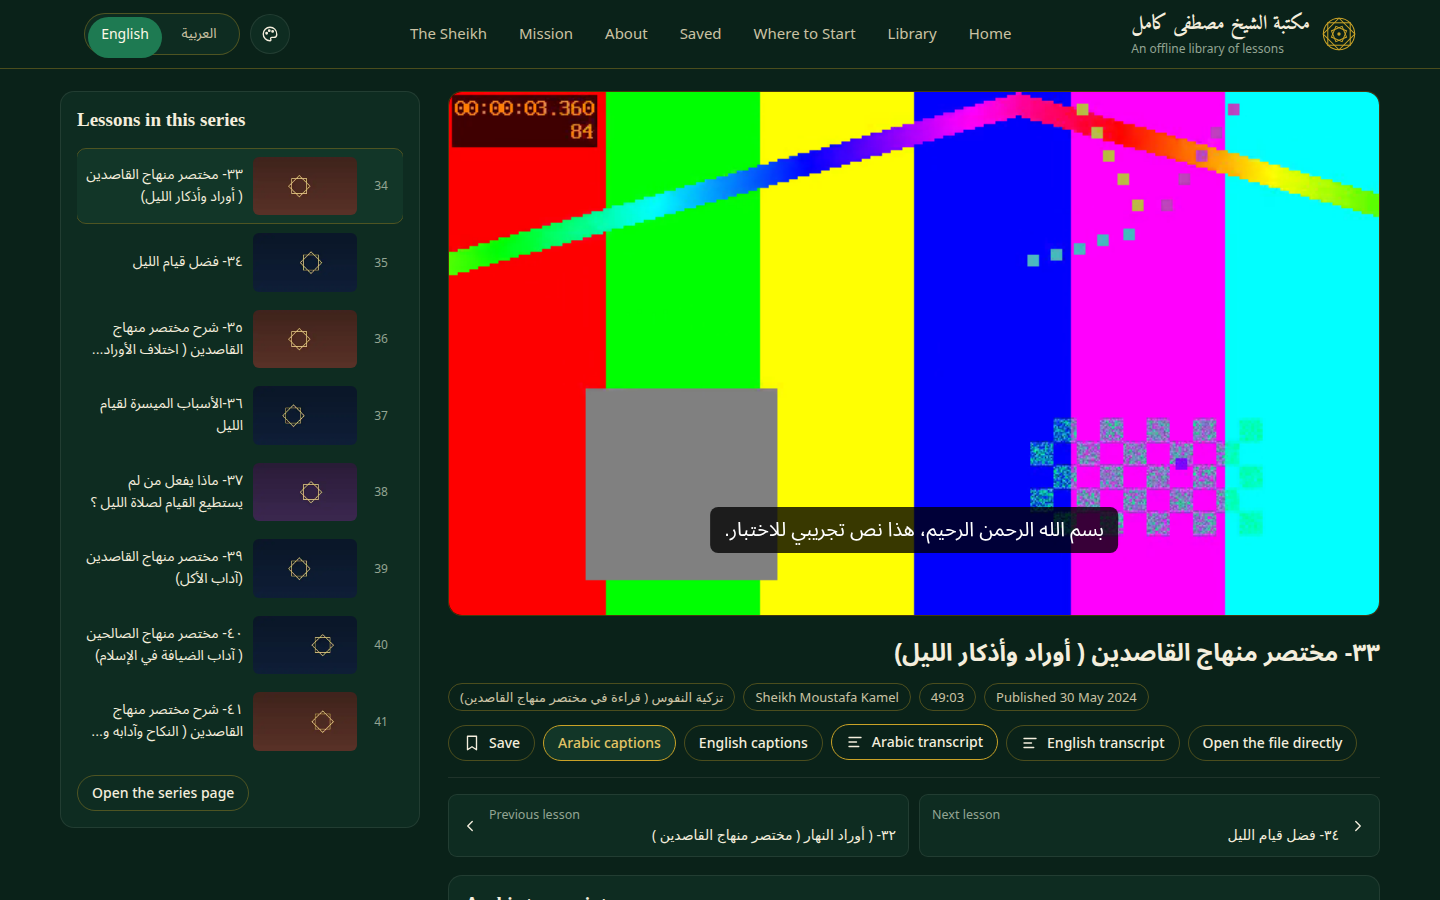 English
العربية
The Sheikh
Mission
About
Saved
Where to Start
Library
Home
مكتبة الشيخ مصطفى كامل
An offline library of lessons
Lessons in this series
٣٣- مختصر منهاج القاصدين
( أوراد وأذكار الليل)
34
٣٤- فضل قيام الليل
35
٣٥- شرح مختصر منهاج
القاصدين ( اختلاف الأوراد...
36
٣٦-الأسباب الميسرة لقيام
الليل
37
٣٧- ماذا يفعل من لم
يستطيع القيام لصلاة الليل ؟
38
٣٩- مختصر منهاج القاصدين
(آداب الأكل)
39
٤٠- مختصر منهاج الصالحين
( آداب الضيافة في الإسلام)
40
٤١- شرح مختصر منهاج
القاصدين ( النكاح وآدابه و...
41
Open the series page
00:00:03.360
84
بسم الله الرحمن الرحيم، هذا نص تجريبي للاختبار.
٣٣- مختصر منهاج القاصدين ( أوراد وأذكار الليل)
تزكية النفوس ( قراءة في مختصر منهاج القاصدين)
Sheikh Moustafa Kamel
49:03
Published 30 May 2024
Save
Arabic captions
English captions
Arabic transcript
English transcript
Open the file directly
Previous lesson
٣٢- ( أوراد النهار ( مختصر منهاج القاصدين )
Next lesson
٣٤- فضل قيام الليل